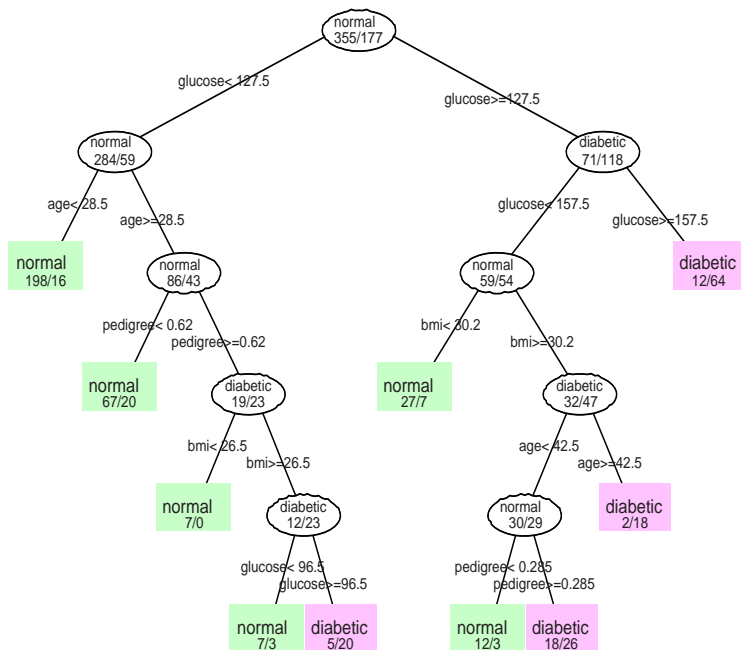 normal
355/177
glucose< 127.5
glucose>=127.5
normal
284/59
diabetic
71/118
age< 28.5
age>=28.5
glucose< 157.5
glucose>=157.5
normal
198/16
normal
86/43
normal
59/54
diabetic
12/64
pedigree< 0.62
pedigree>=0.62
bmi< 30.2
bmi>=30.2
normal
67/20
diabetic
19/23
normal
27/7
diabetic
32/47
bmi< 26.5
bmi>=26.5
age< 42.5
age>=42.5
normal
7/0
diabetic
12/23
normal
30/29
diabetic
2/18
glucose< 96.5
glucose>=96.5
pedigree< 0.285
pedigree>=0.285
normal
7/3
diabetic
5/20
normal
12/3
diabetic
18/26